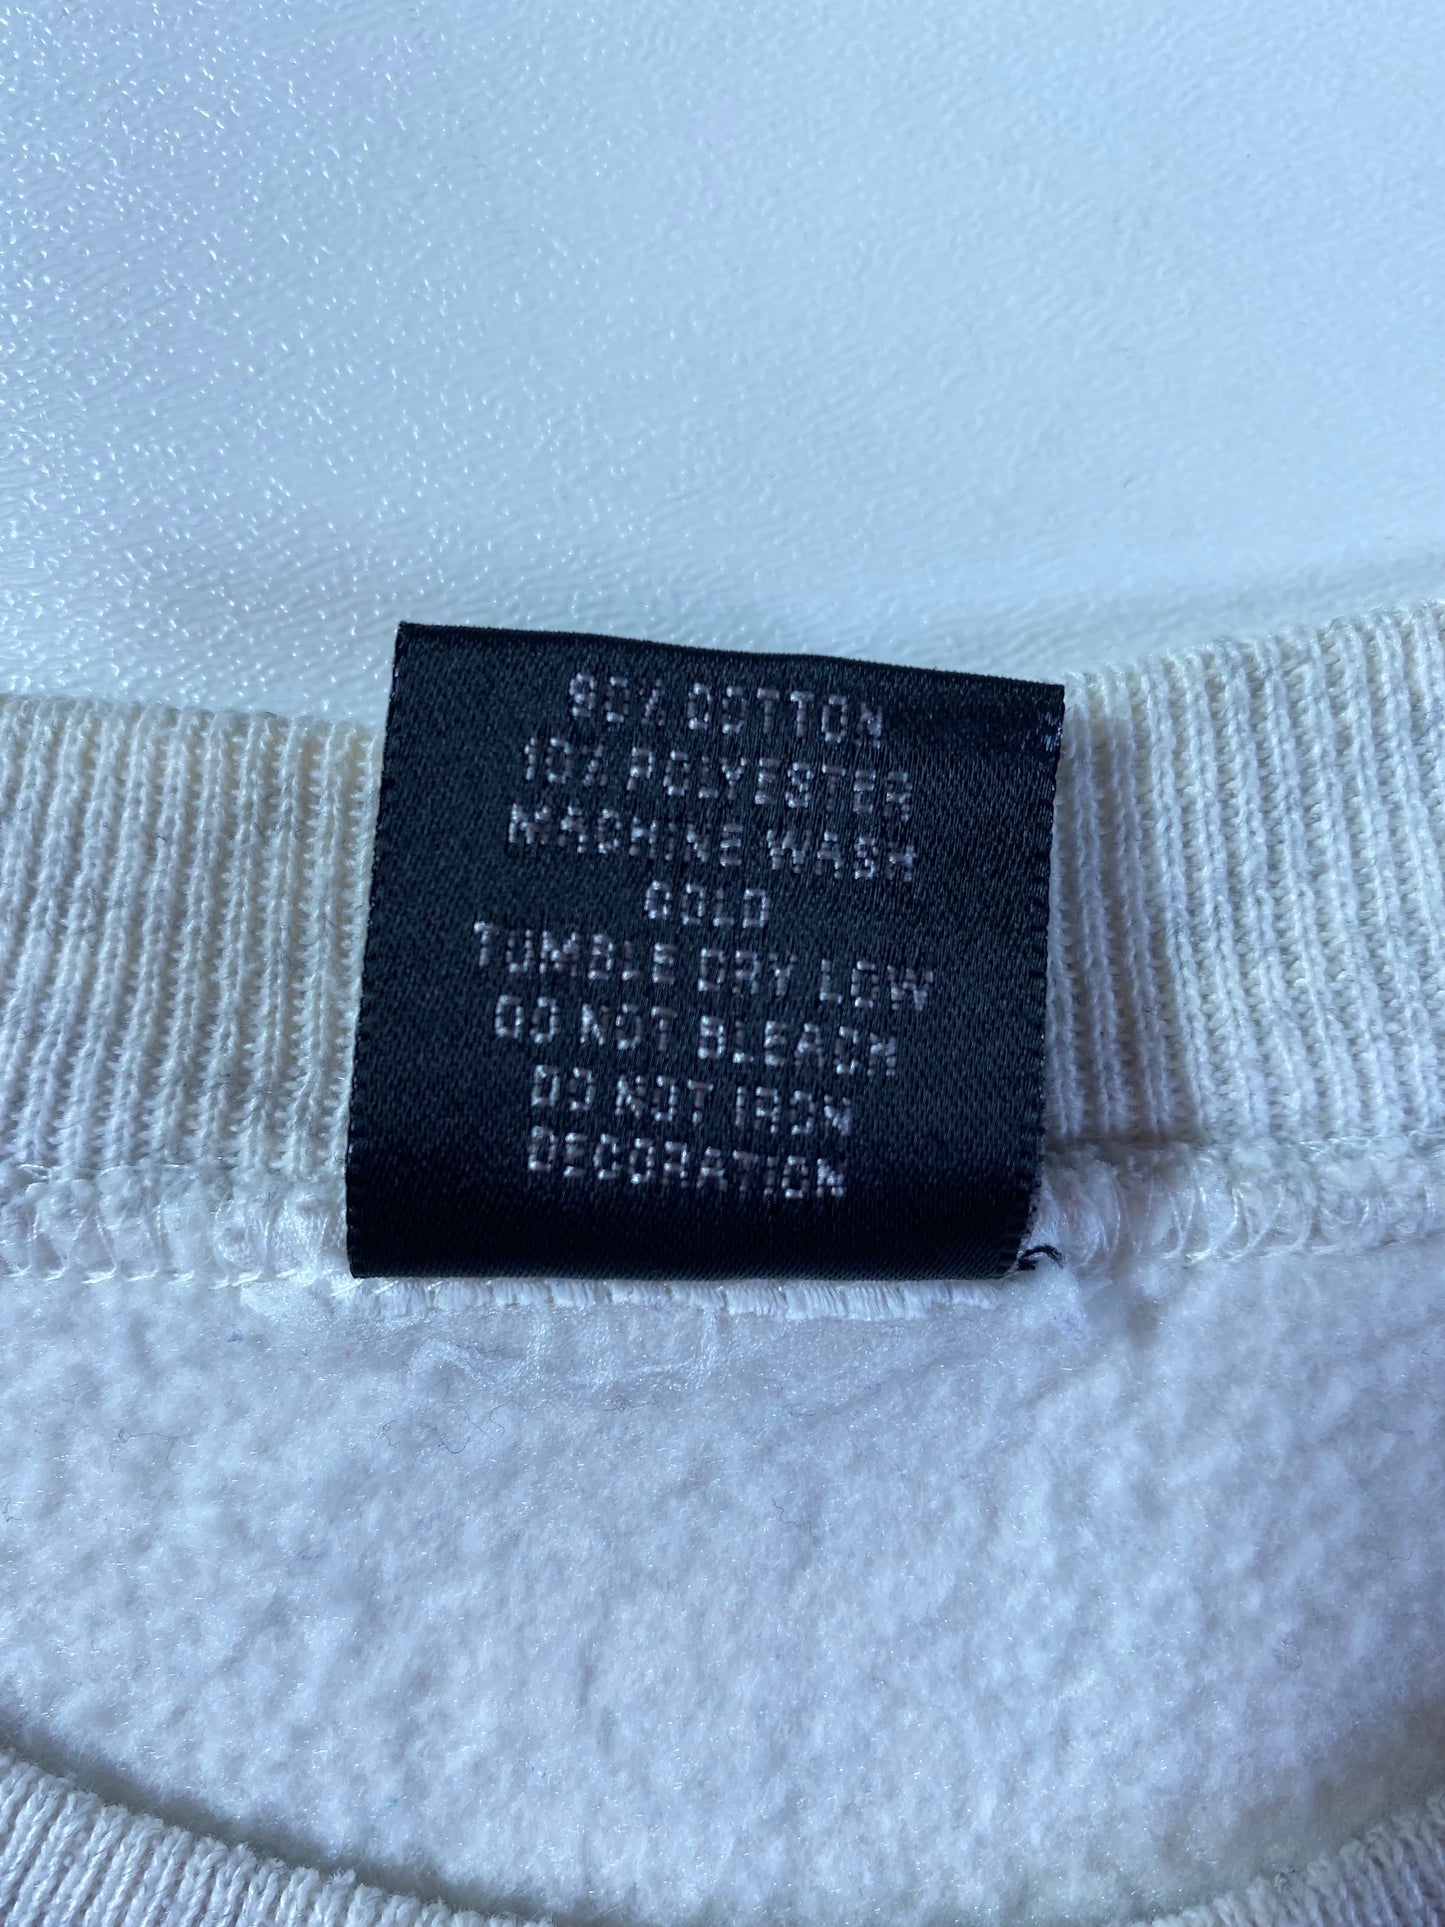 90% COTTON
10% POLYESTER
MACHINE WASH
COLD
TUMBLE DRY LOW
DO NOT BLEACH
DO NOT IRON
DECORATION